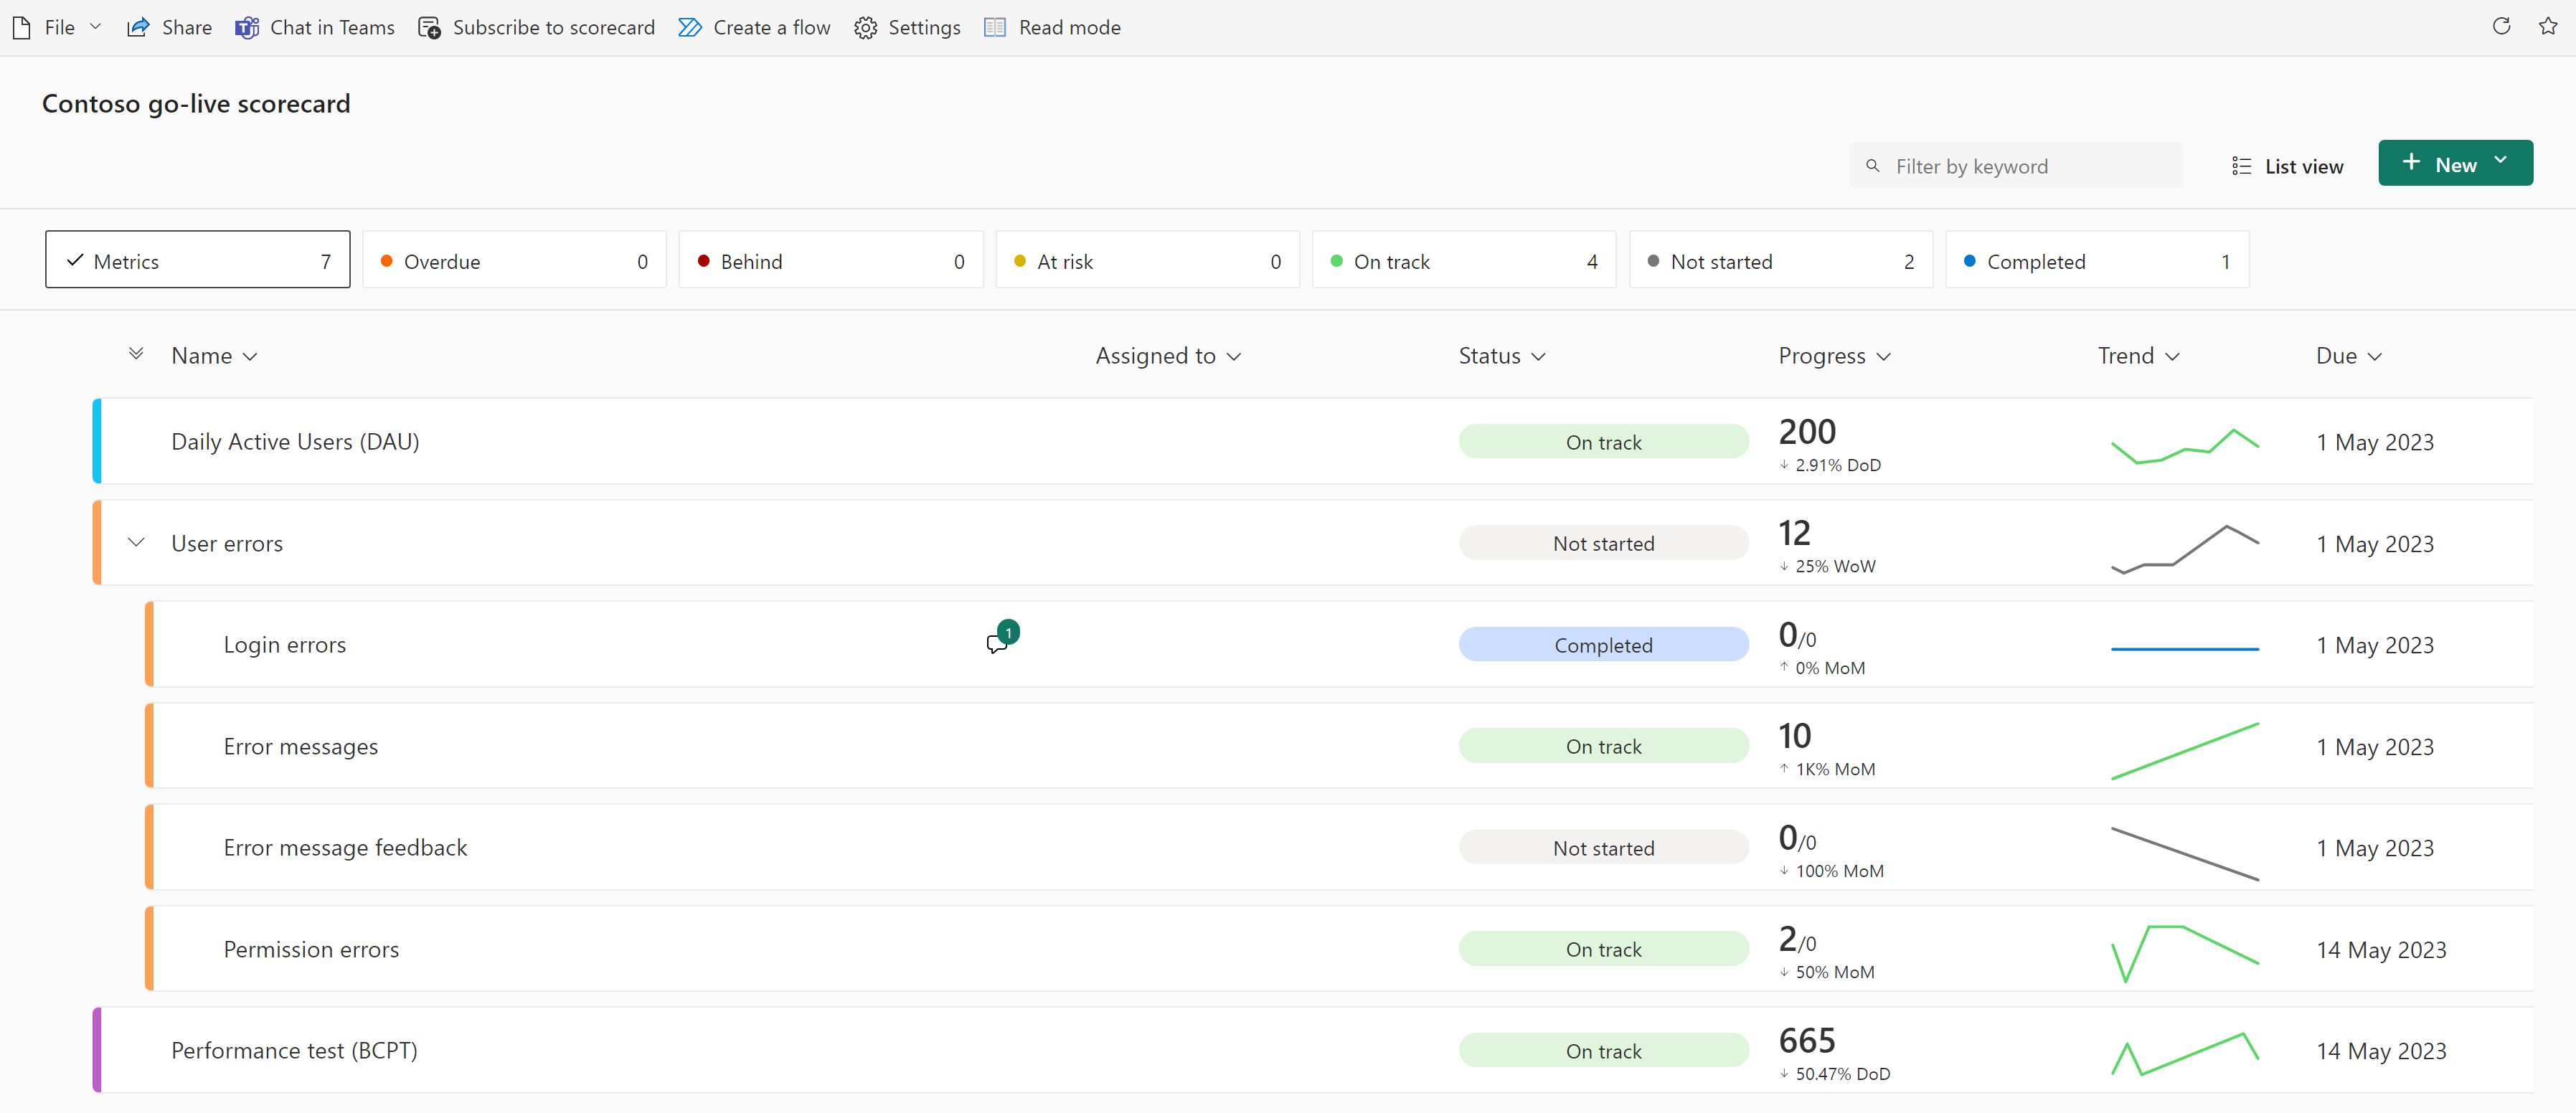 File Share Chat in Teams Subscribe to scorecard Create a flow Settings Read mode
Contoso go-live scorecard
Filter by keyword List view + New
Metrics 7 Overdue 0 Behind 0 At risk 0 On track 4 Not started 2 Completed 1
Name Assigned to Status Progress Trend Due
Daily Active Users (DAU) On track 200 1 May 2023
↓ 2.91% DoD
User errors Not started 12 1 May 2023
↓ 25% WoW
Login errors 1 Completed 0/0 1 May 2023
↑ 0% MoM
Error messages On track 10 1 May 2023
↑ 1K% MoM
Error message feedback Not started 0/0 1 May 2023
↓ 100% MoM
Permission errors On track 2/0 14 May 2023
↓ 50% MoM
Performance test (BCPT) On track 665 14 May 2023
↓ 50.47% DoD